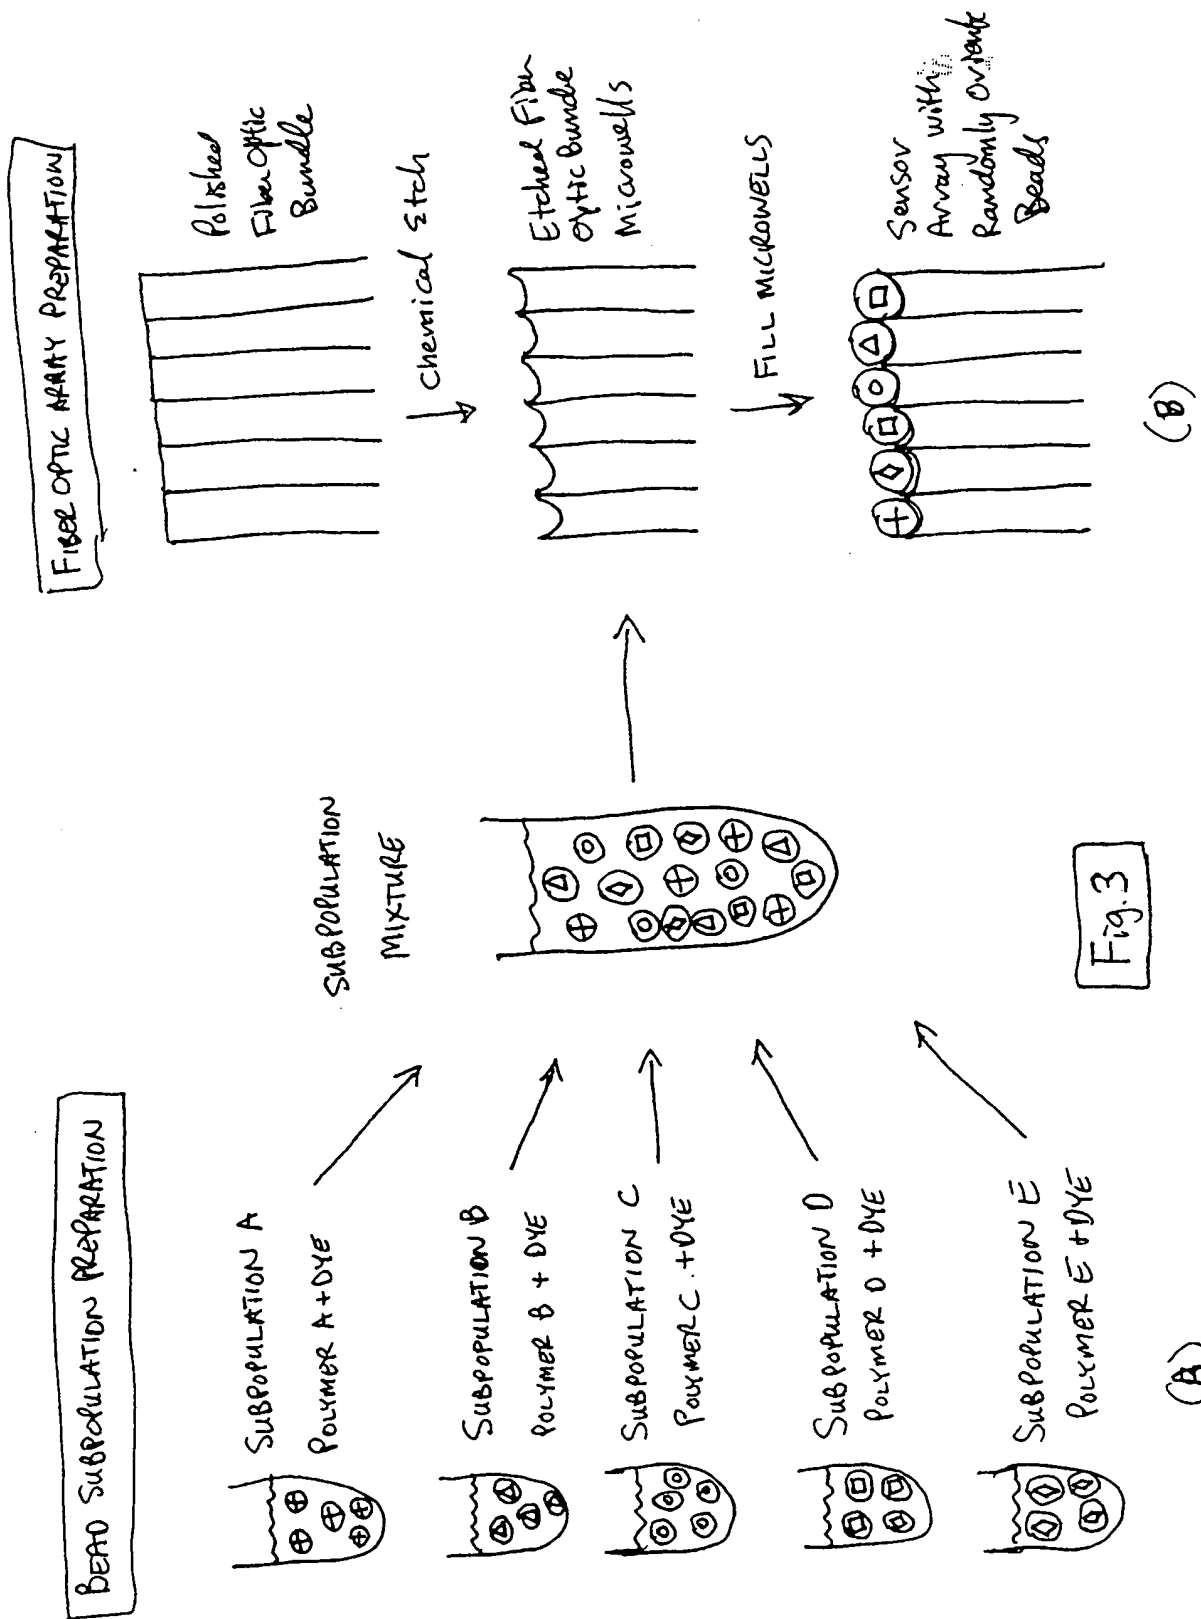 BEAD SUBPOPULATION PREPARATION
SUBPOPULATION A
POLYMER A+DYE
SUBPOPULATION B
POLYMER B + DYE
SUBPOPULATION C
POLYMER C.+DYE
SUBPOPULATION D
POLYMER D +DYE
SUBPOPULATION E
POLYMER E +DYE
(A)
SUBPOPULATION
MIXTURE
Fig.3
FIBER OPTIC ARRAY PREPARATION
Polished
Fiber Optic
Bundle
Chemical Etch
Etched Fiber
Optic Bundle
Microwells
FILL MICROWELLS
Sensor
Array with
Randomly
Beads
(B)